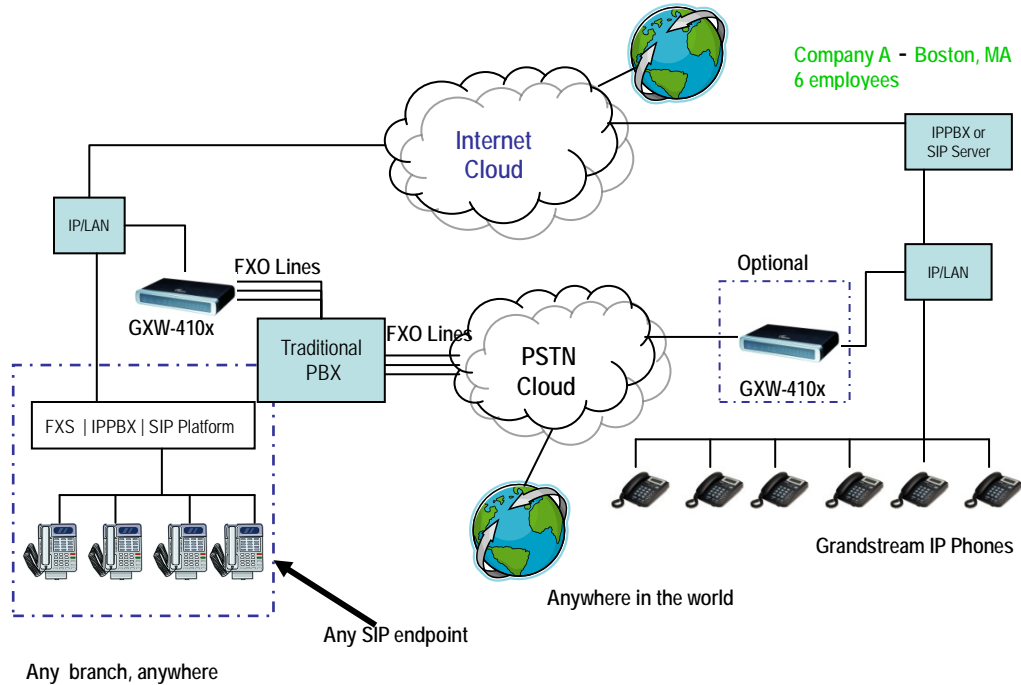 Company A - Boston, MA
6 employees
Internet
Cloud
IPPBX or
SIP Server
IP/LAN
FXO Lines
Optional
IP/LAN
GXW-410x
Traditional
PBX
FXO Lines
PSTN
Cloud
GXW-410x
FXS | IPPBX | SIP Platform
Grandstream IP Phones
Anywhere in the world
Any SIP endpoint
Any branch, anywhere